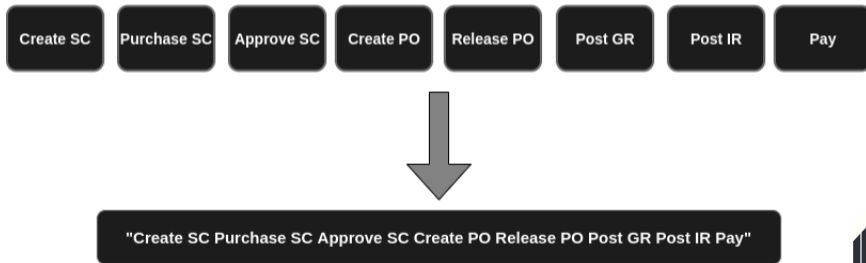 Create SC Purchase SC Approve SC Create PO Release PO Post GR Post IR Pay
"Create SC Purchase SC Approve SC Create PO Release PO Post GR Post IR Pay"